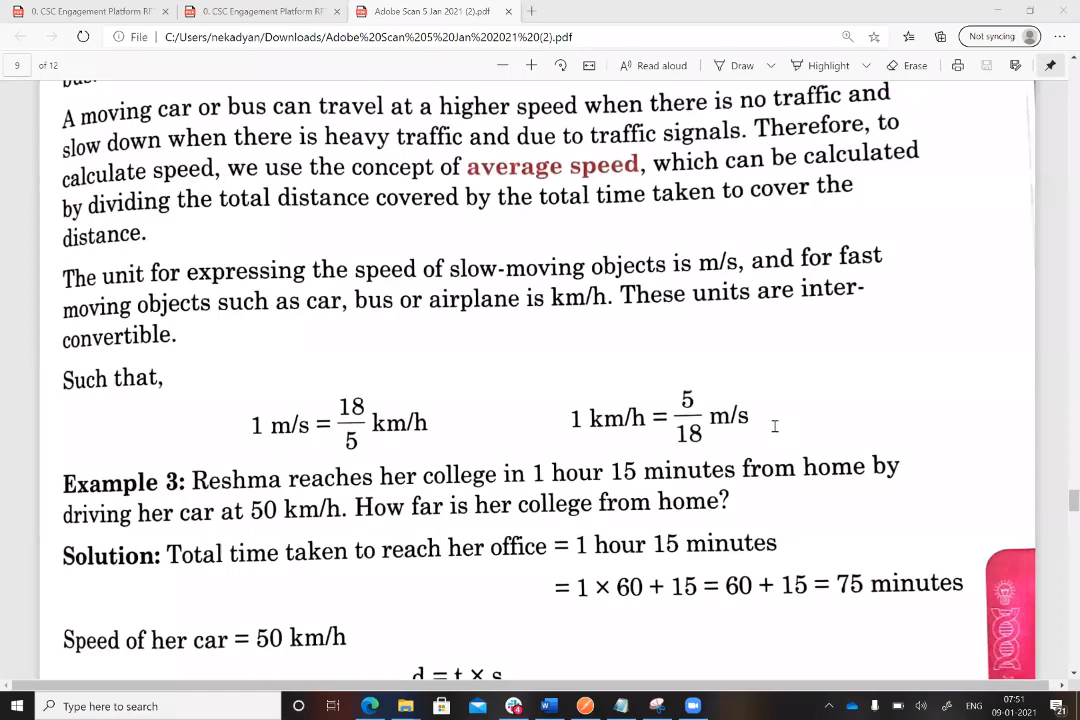 0. CSC Engagement Platform RF
0. CSC Engagement Platform RF
Adobe Scan 5 Jan 2021 (2).pdf
File
C:/Users/nekadyan/Downloads/Adobe%20Scan%205%20Jan%202021%20(2).pdf
Not syncing
9 of 12
Read aloud
Draw
Highlight
Erase
A moving car or bus can travel at a higher speed when there is no traffic and
slow down when there is heavy traffic and due to traffic signals. Therefore, to
calculate speed, we use the concept of average speed, which can be calculated
by dividing the total distance covered by the total time taken to cover the
distance.
The unit for expressing the speed of slow-moving objects is m/s, and for fast
moving objects such as car, bus or airplane is km/h. These units are inter-
convertible.
Such that,
1 m/s = 18/5 km/h 1 km/h = 5/18 m/s
Example 3: Reshma reaches her college in 1 hour 15 minutes from home by
driving her car at 50 km/h. How far is her college from home?
Solution: Total time taken to reach her office = 1 hour 15 minutes
= 1 × 60 + 15 = 60 + 15 = 75 minutes
Speed of her car = 50 km/h
d = t × s
Type here to search
ENG
07:51
09-01-2021
21